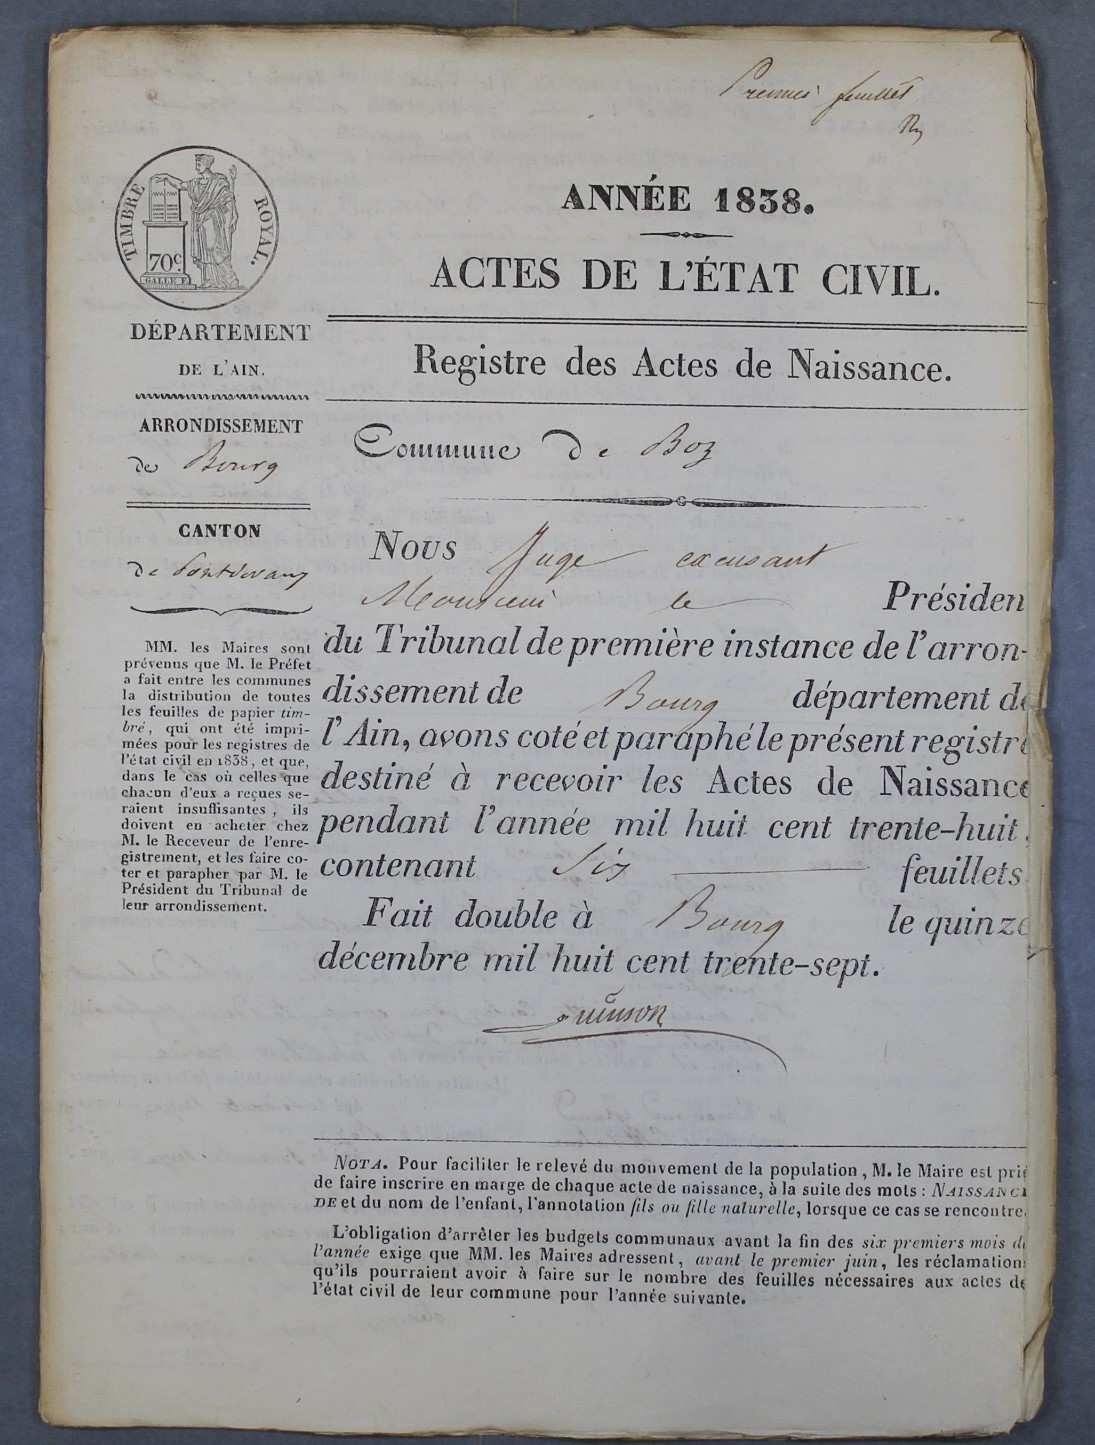 Premier feuillet
TIMBRE ROYAL.
70c
GALLE F.
ANNÉE 1838.
ACTES DE L'ÉTAT CIVIL.
DÉPARTEMENT
DE L'AIN.
ARRONDISSEMENT
de Bourg
CANTON
de Pontdevaux
MM. les Maires sont
prévenus que M. le Préfet
a fait entre les communes
la distribution de toutes
les feuilles de papier tim-
bré, qui ont été impri-
mées pour les registres de
l'état civil en 1838, et que,
dans le cas où celles que
chacun d'eux a reçues se-
raient insuffisantes, ils
doivent en acheter chez
M. le Receveur de l'enre-
gistrement, et les faire co-
ter et parapher par M. le
Président du Tribunal de
leur arrondissement.
Registre des Actes de Naissance.
Commune de Boz
Nous Juge excusant
Monsieur le Présiden
du Tribunal de première instance de l'arron-
dissement de Bourg département de
l'Ain, avons coté et paraphé le présent registre
destiné à recevoir les Actes de Naissance
pendant l'année mil huit cent trente-huit,
contenant Six feuillets.
Fait double à Bourg le quinze
décembre mil huit cent trente-sept.
NOTA. Pour faciliter le relevé du mouvement de la population, M. le Maire est prié
de faire inscrire en marge de chaque acte de naissance, à la suite des mots: NAISSANCE
DE et du nom de l'enfant, l'annotation fils ou fille naturelle, lorsque ce cas se rencontre.
L'obligation d'arrêter les budgets communaux avant la fin des six premiers mois de
l'année exige que MM. les Maires adressent, avant le premier juin, les réclamations
qu'ils pourraient avoir à faire sur le nombre des feuilles nécessaires aux actes de
l'état civil de leur commune pour l'année suivante.